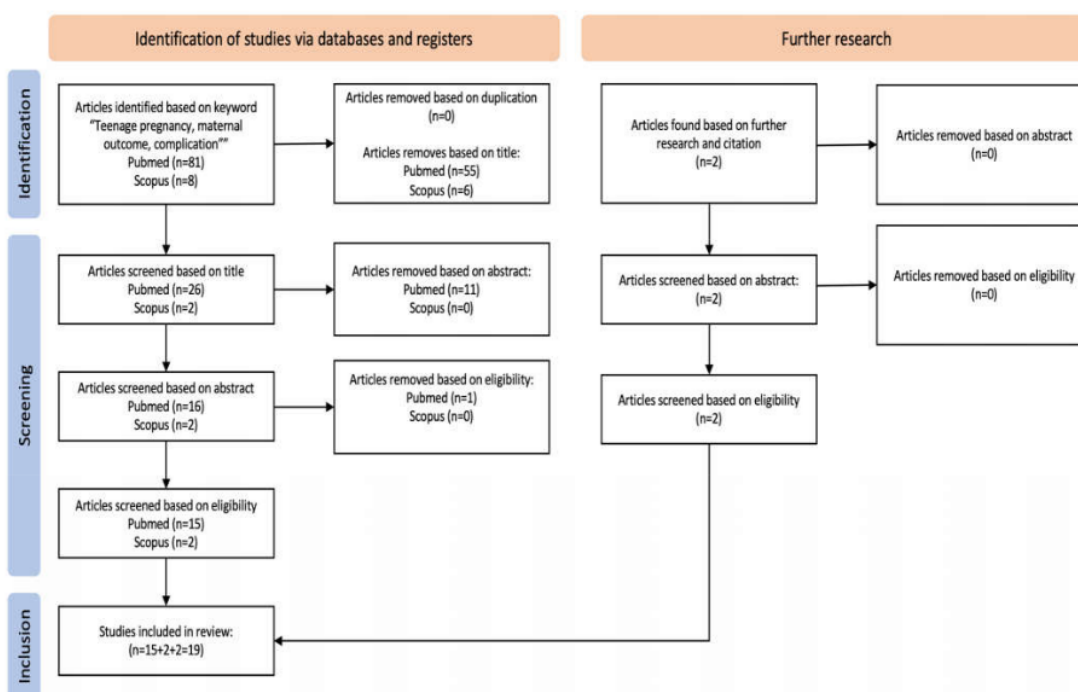 Identification of studies via databases and registers
Further research
Identification
Articles identified based on keyword
“Teenage pregnancy, maternal
outcome, complication””
Pubmed (n=81)
Scopus (n=8)
Articles removed based on duplication
(n=0)
Articles removes based on title:
Pubmed (n=55)
Scopus (n=6)
Articles found based on further
research and citation
(n=2)
Articles removed based on abstract
(n=0)
Screening
Articles screened based on title
Pubmed (n=26)
Scopus (n=2)
Articles removed based on abstract:
Pubmed (n=11)
Scopus (n=0)
Articles screened based on abstract:
(n=2)
Articles removed based on eligibility
(n=0)
Articles screened based on abstract
Pubmed (n=16)
Scopus (n=2)
Articles removed based on eligibility:
Pubmed (n=1)
Scopus (n=0)
Articles screened based on eligibility
(n=2)
Articles screened based on eligibility
Pubmed (n=15)
Scopus (n=2)
Inclusion
Studies included in review:
(n=15+2+2=19)